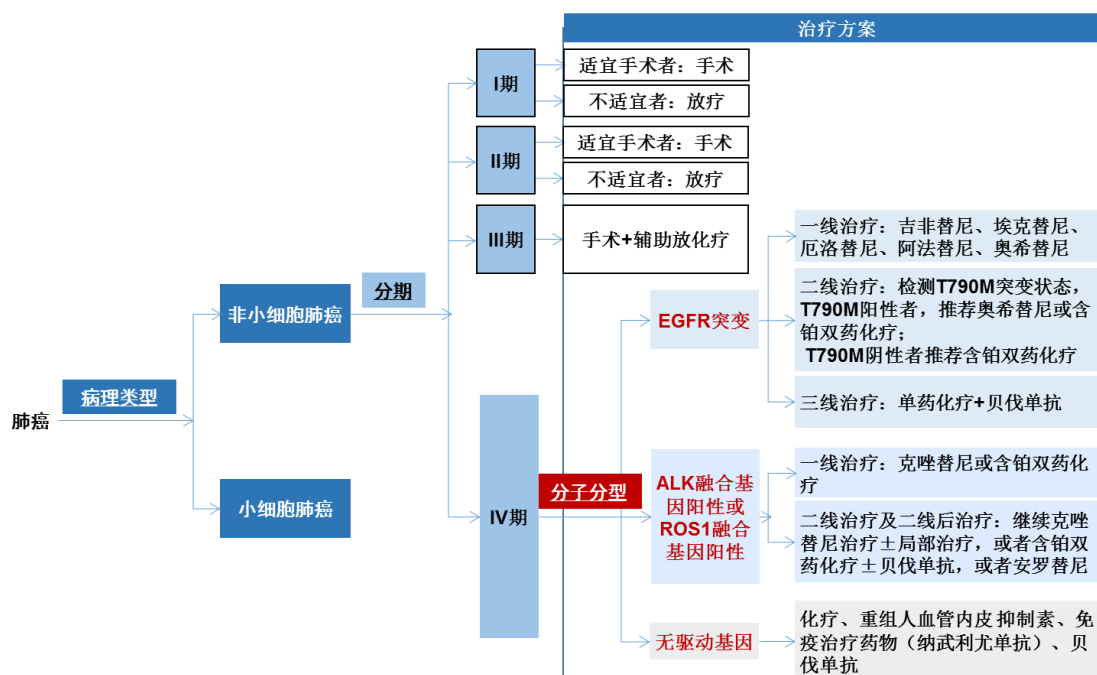 治疗方案
I期
适宜手术者：手术
不适宜者：放疗
II期
适宜手术者：手术
不适宜者：放疗
III期
手术+辅助放化疗
肺癌
病理类型
非小细胞肺癌
小细胞肺癌
分期
IV期
分子分型
EGFR突变
一线治疗：吉非替尼、埃克替尼、
厄洛替尼、阿法替尼、奥希替尼
二线治疗：检测T790M突变状态，
T790M阳性者，推荐奥希替尼或含
铂双药化疗；
T790M阴性者推荐含铂双药化疗
三线治疗：单药化疗+贝伐单抗
ALK融合基
因阳性或
ROS1融合
基因阳性
一线治疗：克唑替尼或含铂双药化
疗
二线治疗及二线后治疗：继续克唑
替尼治疗±局部治疗，或者含铂双
药化疗±贝伐单抗，或者安罗替尼
无驱动基因
化疗、重组人血管内皮抑制素、免
疫治疗药物（纳武利尤单抗）、贝
伐单抗